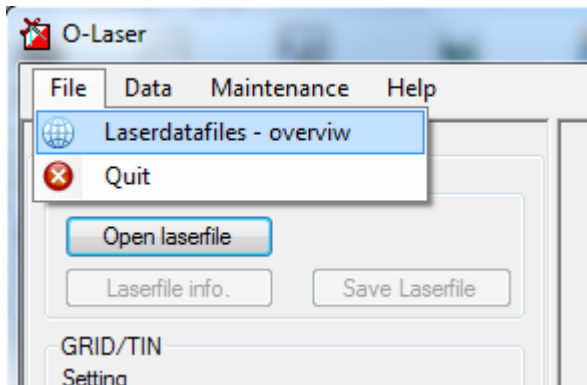 O-Laser
File Data Maintenance Help
Laserdatafiles - overviw
Quit
Open laserfile
Laserfile info. Save Laserfile
GRID/TIN
Setting